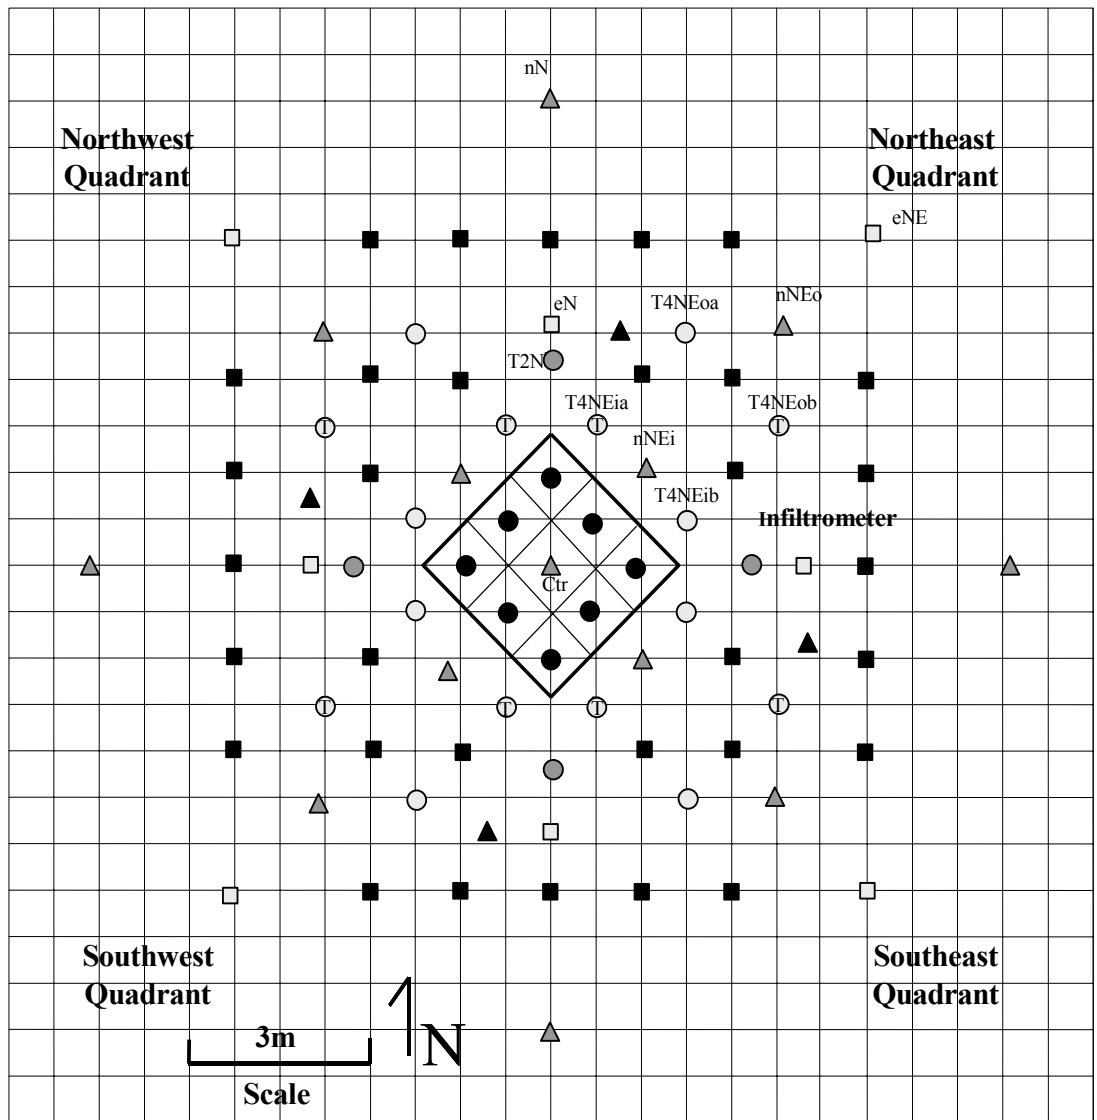 nN
Northwest
Quadrant
Northeast
Quadrant
eNE
eN
T4NEoa
nNEo
T2N
T4NEia
T4NEob
T
T
T
T
nNEi
T4NEib
Infiltrometer
Ctr
T
T
T
T
Southwest
Quadrant
Southeast
Quadrant
3m
N
Scale